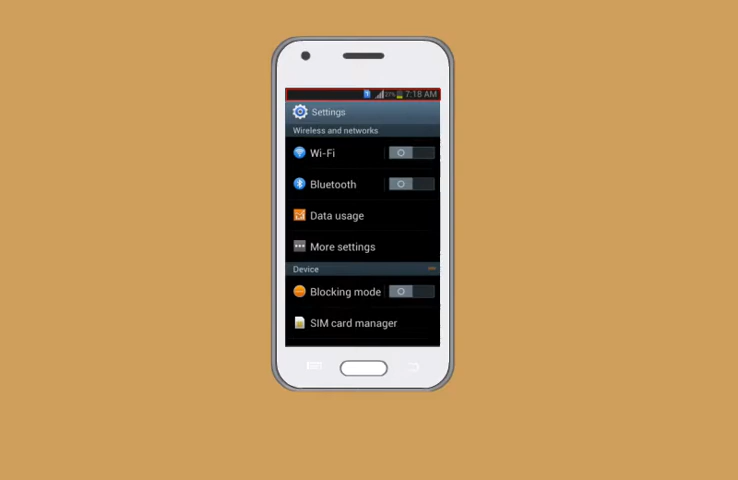 7:18 AM
Settings
Wireless and networks
Wi-Fi
Bluetooth
Data usage
More settings
Device
Blocking mode
SIM card manager